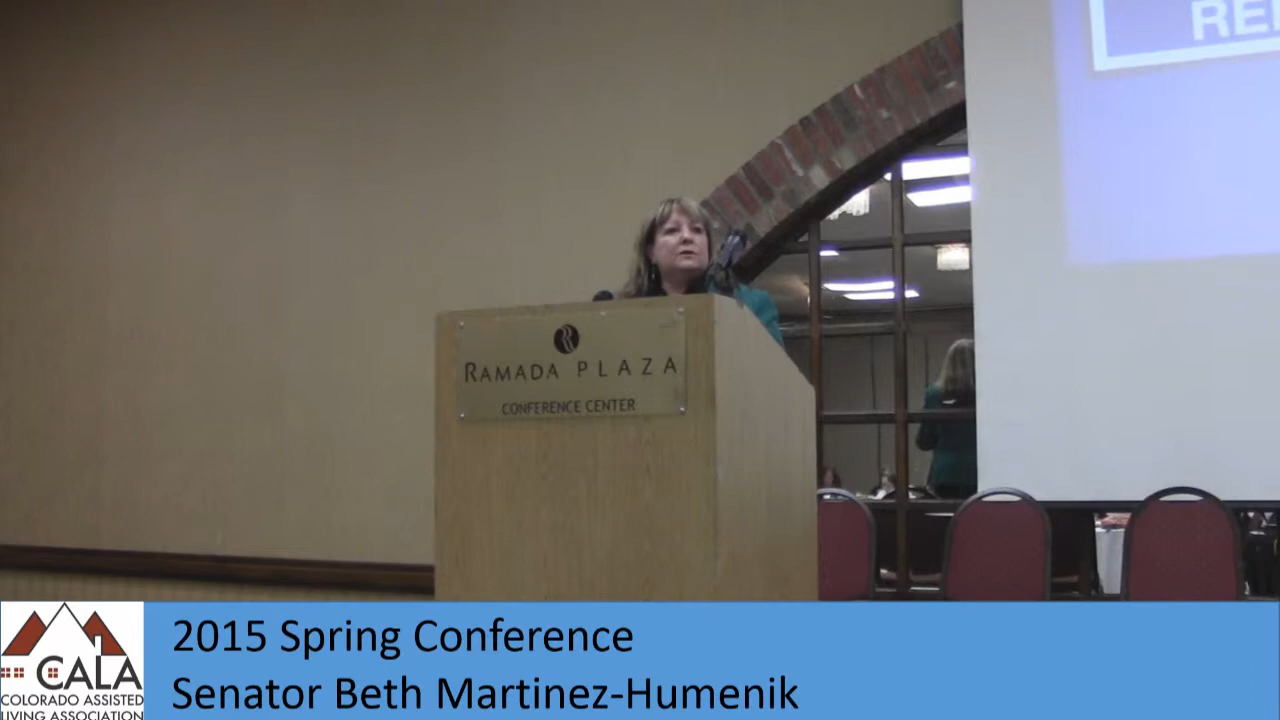 RAMADA PLAZA
CONFERENCE CENTER
CALA
COLORADO ASSISTED
LIVING ASSOCIATION
2015 Spring Conference
Senator Beth Martinez-Humenik